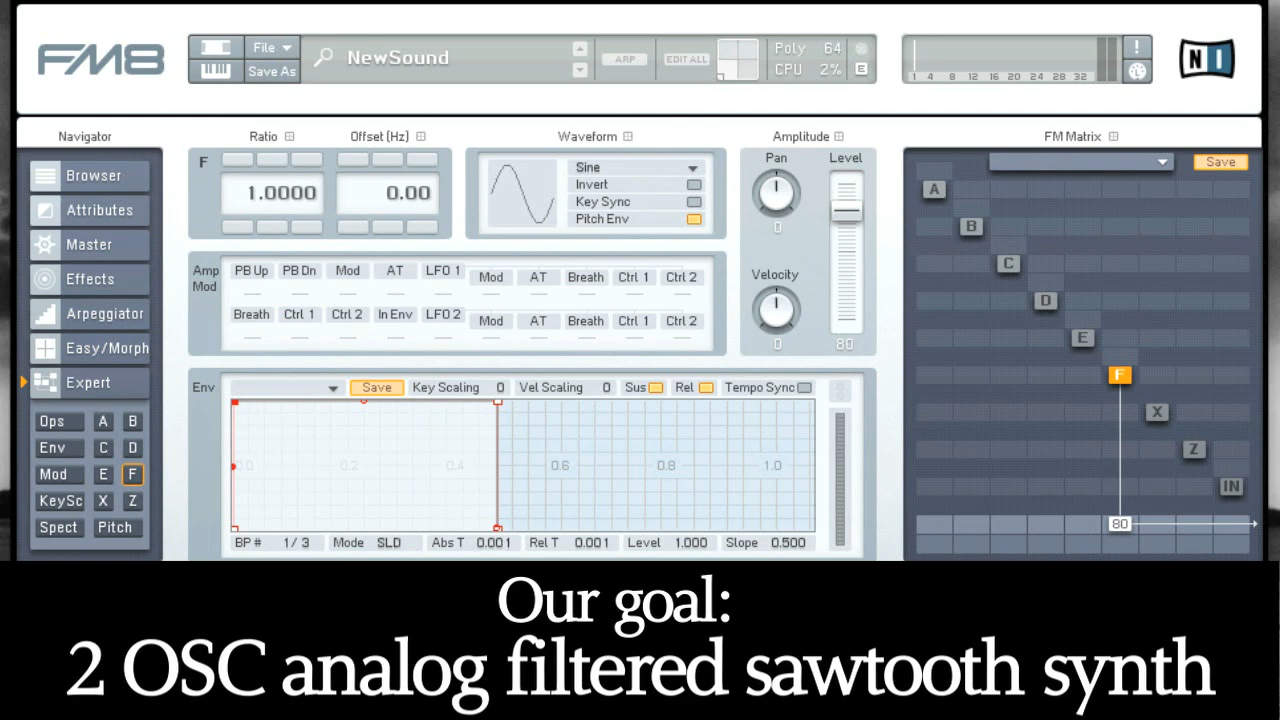 FM8
File
Save As
NewSound
ARP
EDIT ALL
Poly 64
CPU 2%
E
1 4 8 12 16 20 24 28 32
!
NI
Navigator
Ratio
Offset (Hz)
Waveform
Amplitude
FM Matrix
Browser
Attributes
Master
Effects
Arpeggiator
Easy/Morph
Expert
Ops A B
Env C D
Mod E F
KeySc X Z
Spect Pitch
F
1.0000
0.00
Sine
Invert
Key Sync
Pitch Env
Pan
0
Velocity
0
Level
80
Amp
Mod
PB Up PB Dn Mod AT LFO 1 Mod AT Breath Ctrl 1 Ctrl 2
Breath Ctrl 1 Ctrl 2 In Env LFO 2 Mod AT Breath Ctrl 1 Ctrl 2
Env
Save
Key Scaling 0
Vel Scaling 0
Sus
Rel
Tempo Sync
0.0 0.2 0.4 0.6 0.8 1.0
BP # 1 / 3 Mode SLD Abs T 0.001 Rel T 0.001 Level 1.000 Slope 0.500
Save
A
B
C
D
E
F
X
Z
IN
80
Our goal:
2 OSC analog filtered sawtooth synth